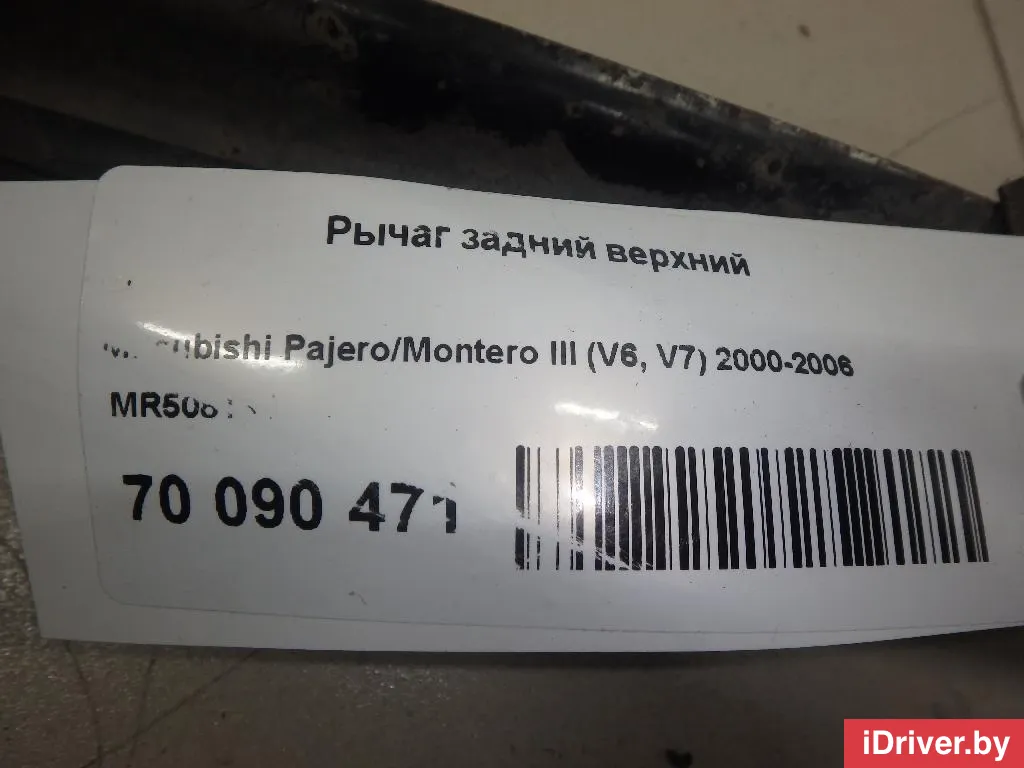 Рычаг задний верхний
Pajero/Montero III (V6, V7) 2000-2006
70 090 471
iDriver.by